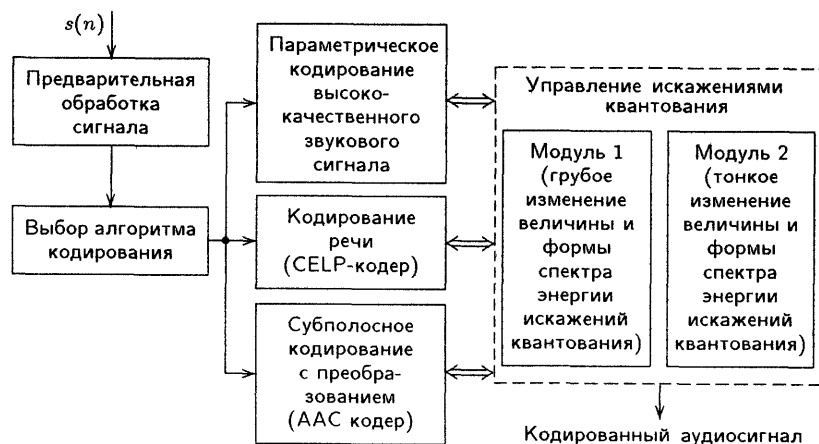 s(n)
Предварительная
обработка
сигнала
Выбор алгоритма
кодирования
Параметрическое
кодирование
высоко-
качественного
звукового
сигнала
Кодирование
речи
(CELP-кодер)
Субполосное
кодирование
с преобра-
зованием
(AAC кодер)
Управление искажениями
квантования
Модуль 1
(грубое
изменение
величины и
формы
спектра
энергии
искажений
квантования)
Модуль 2
(тонкое
изменение
величины и
формы
спектра
энергии
искажений
квантования)
Кодированный аудиосигнал